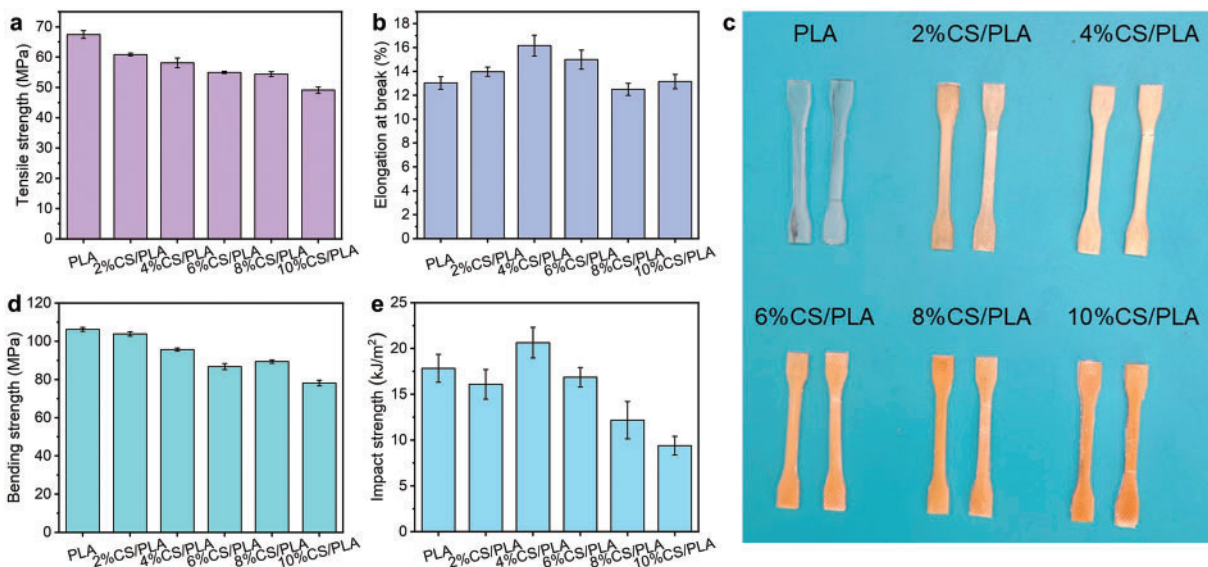 a
Tensile strength (MPa)
70
60
50
40
30
20
10
0
PLA
2%CS/PLA
4%CS/PLA
6%CS/PLA
8%CS/PLA
10%CS/PLA
b
Elongation at break (%)
18
16
14
12
10
8
6
4
2
0
PLA
2%CS/PLA
4%CS/PLA
6%CS/PLA
8%CS/PLA
10%CS/PLA
c
PLA 2%CS/PLA 4%CS/PLA
6%CS/PLA 8%CS/PLA 10%CS/PLA
d
Bending strength (MPa)
120
100
80
60
40
20
0
PLA
2%CS/PLA
4%CS/PLA
6%CS/PLA
8%CS/PLA
10%CS/PLA
e
Impact strength (kJ/m²)
25
20
15
10
5
0
PLA
2%CS/PLA
4%CS/PLA
6%CS/PLA
8%CS/PLA
10%CS/PLA